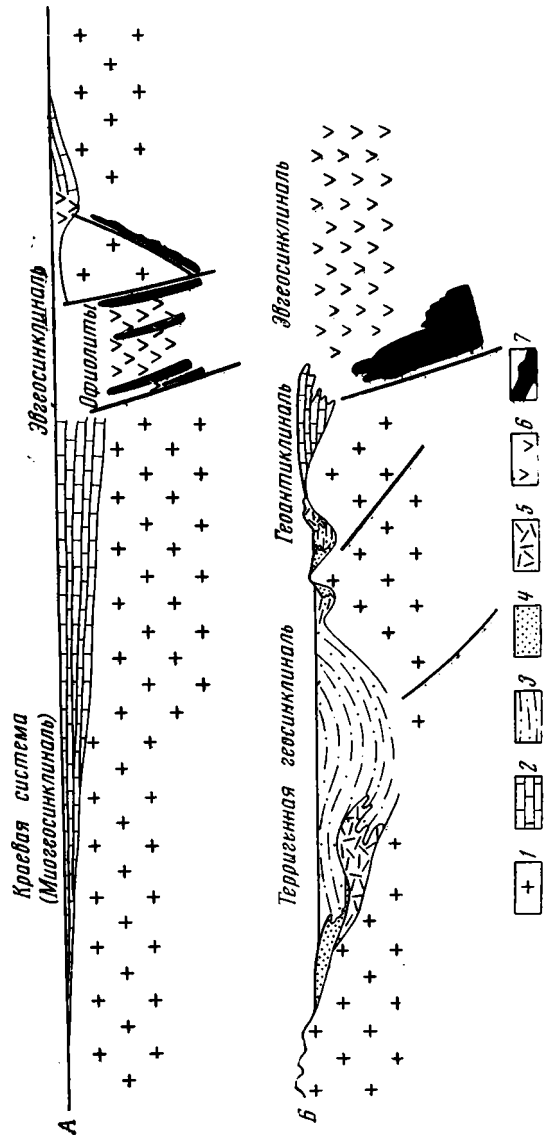 А
Краевая система
(Миогеосинклиналь)
Эвгеосинклиналь
Офиолиты
Б
Терригенная геосинклиналь
Геоантиклиналь
Эвгеосинклиналь
1 2 3 4 5 6 7